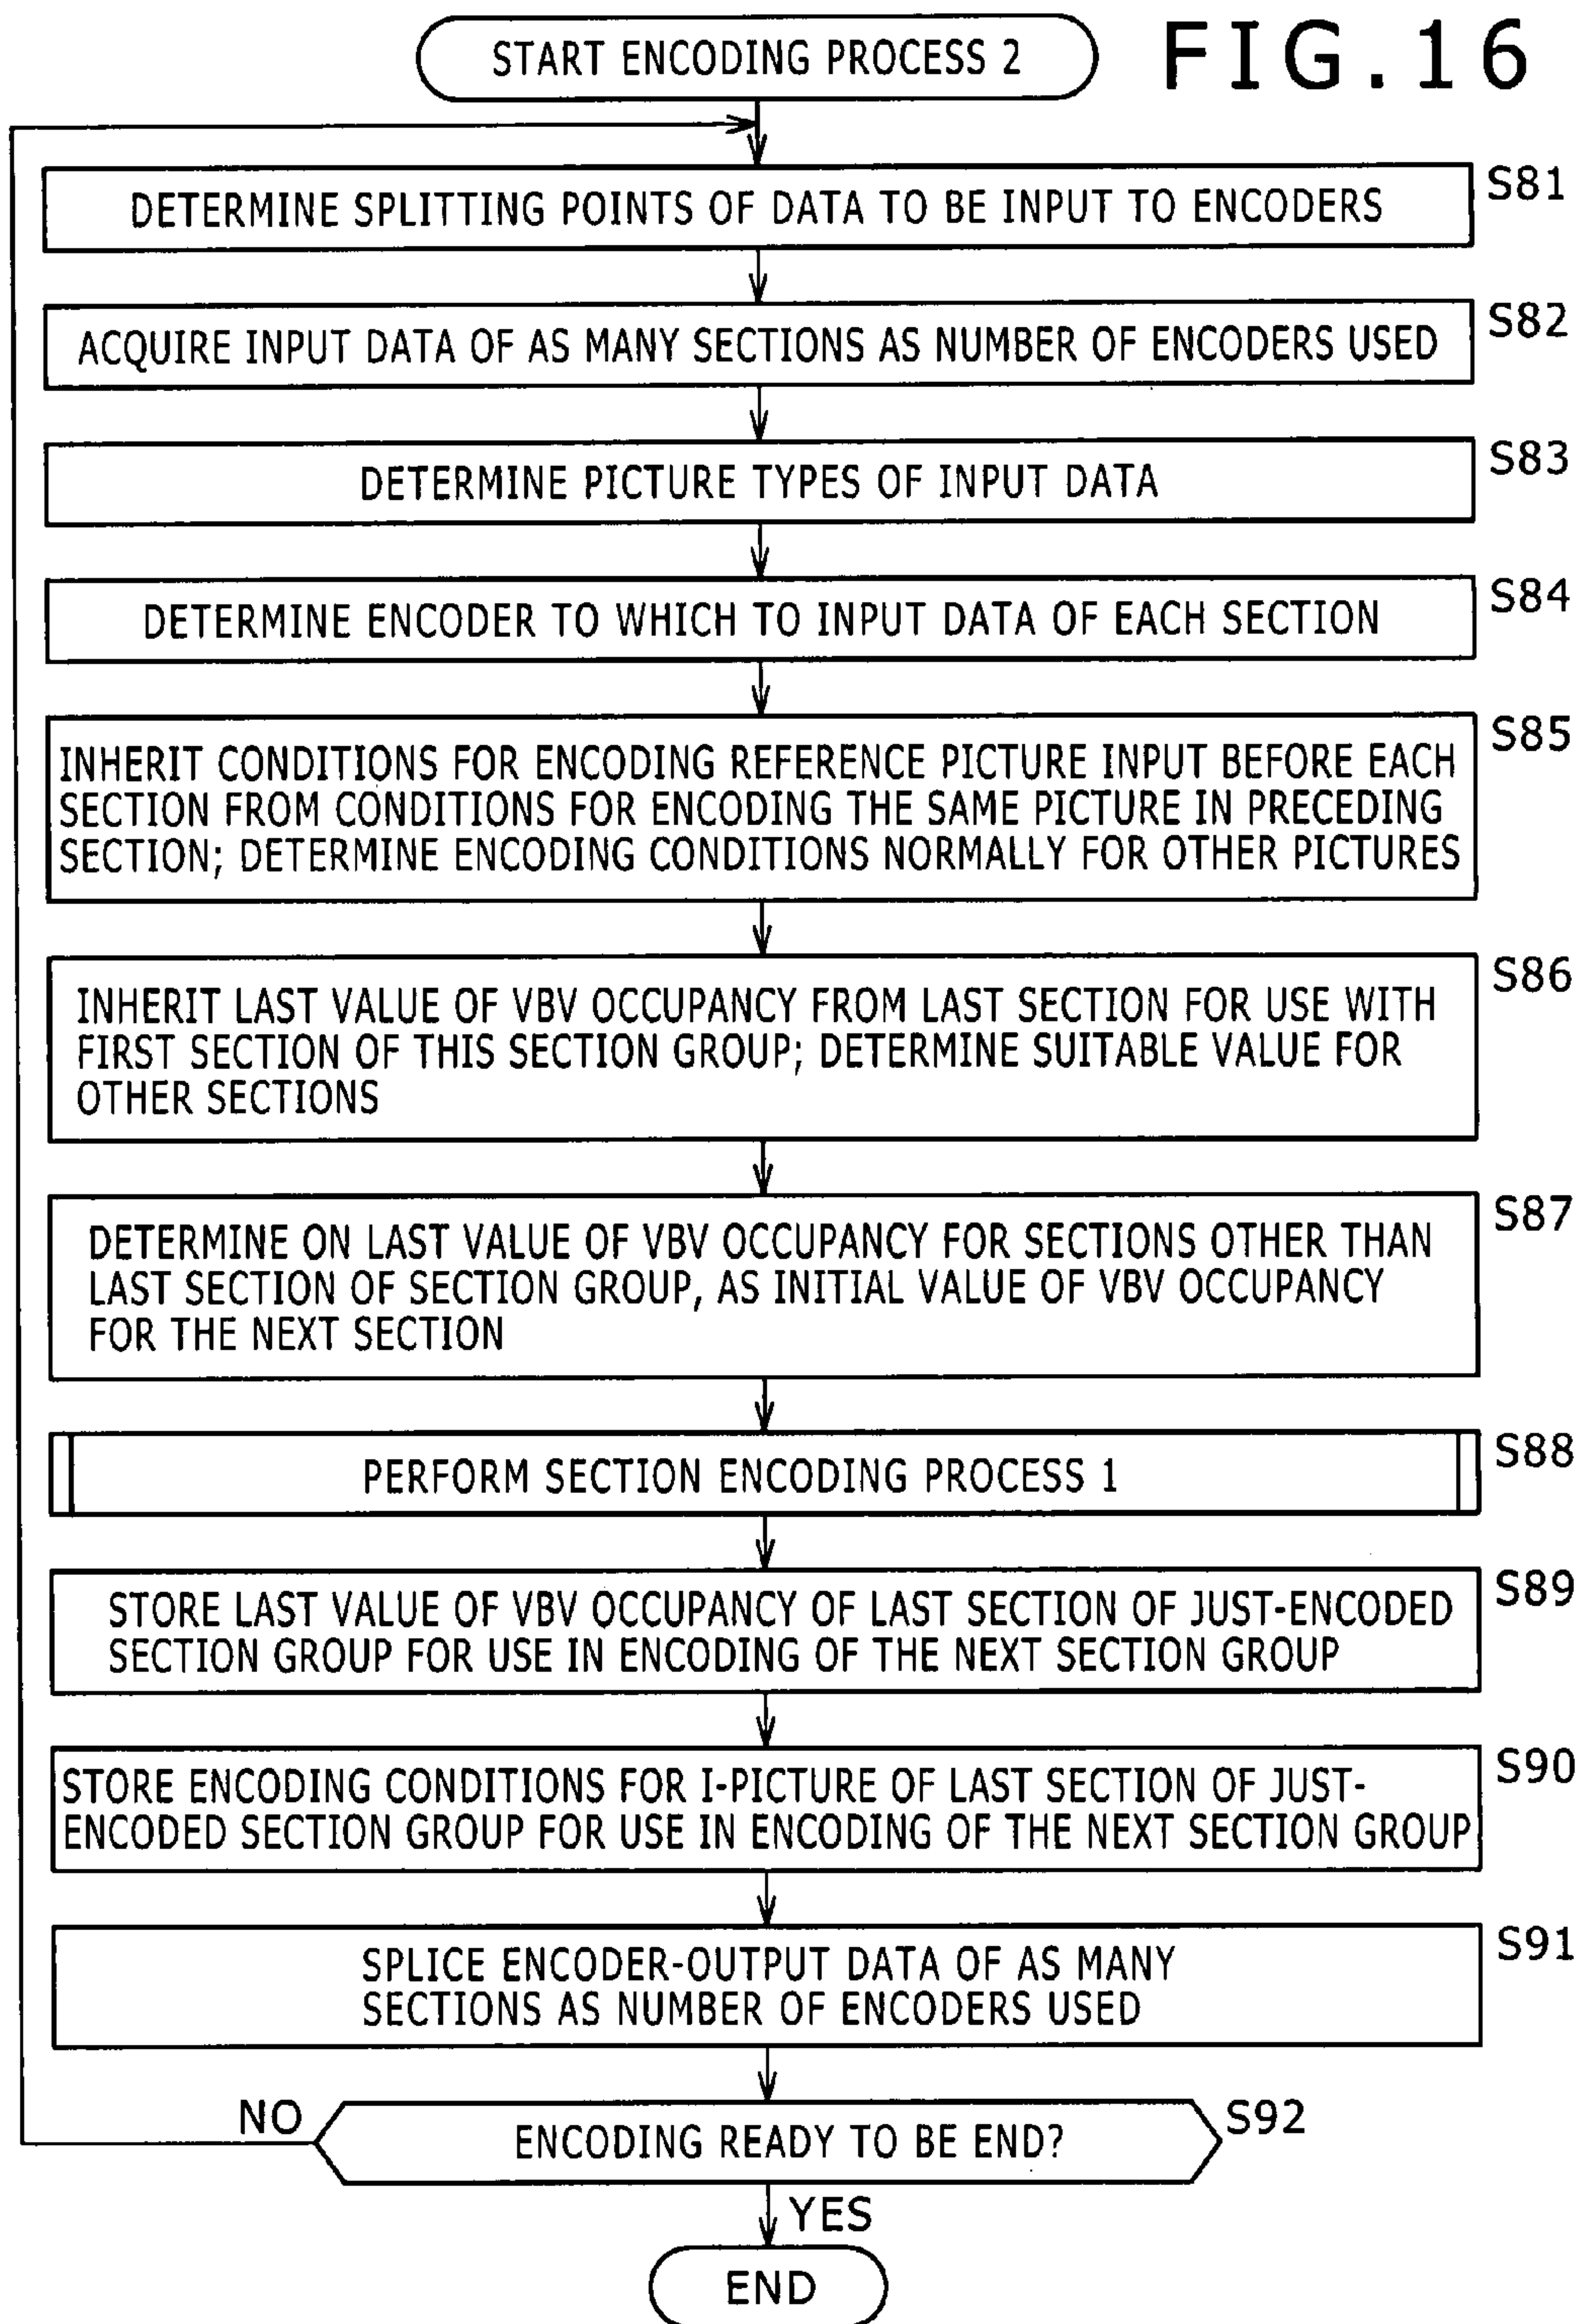 FIG.16
START ENCODING PROCESS 2
S81
DETERMINE SPLITTING POINTS OF DATA TO BE INPUT TO ENCODERS
S82
ACQUIRE INPUT DATA OF AS MANY SECTIONS AS NUMBER OF ENCODERS USED
S83
DETERMINE PICTURE TYPES OF INPUT DATA
S84
DETERMINE ENCODER TO WHICH TO INPUT DATA OF EACH SECTION
S85
INHERIT CONDITIONS FOR ENCODING REFERENCE PICTURE INPUT BEFORE EACH
SECTION FROM CONDITIONS FOR ENCODING THE SAME PICTURE IN PRECEDING
SECTION; DETERMINE ENCODING CONDITIONS NORMALLY FOR OTHER PICTURES
S86
INHERIT LAST VALUE OF VBV OCCUPANCY FROM LAST SECTION FOR USE WITH
FIRST SECTION OF THIS SECTION GROUP; DETERMINE SUITABLE VALUE FOR
OTHER SECTIONS
S87
DETERMINE ON LAST VALUE OF VBV OCCUPANCY FOR SECTIONS OTHER THAN
LAST SECTION OF SECTION GROUP, AS INITIAL VALUE OF VBV OCCUPANCY
FOR THE NEXT SECTION
S88
PERFORM SECTION ENCODING PROCESS 1
S89
STORE LAST VALUE OF VBV OCCUPANCY OF LAST SECTION OF JUST-ENCODED
SECTION GROUP FOR USE IN ENCODING OF THE NEXT SECTION GROUP
S90
STORE ENCODING CONDITIONS FOR I-PICTURE OF LAST SECTION OF JUST-
ENCODED SECTION GROUP FOR USE IN ENCODING OF THE NEXT SECTION GROUP
S91
SPLICE ENCODER-OUTPUT DATA OF AS MANY
SECTIONS AS NUMBER OF ENCODERS USED
NO
S92
ENCODING READY TO BE END?
YES
END